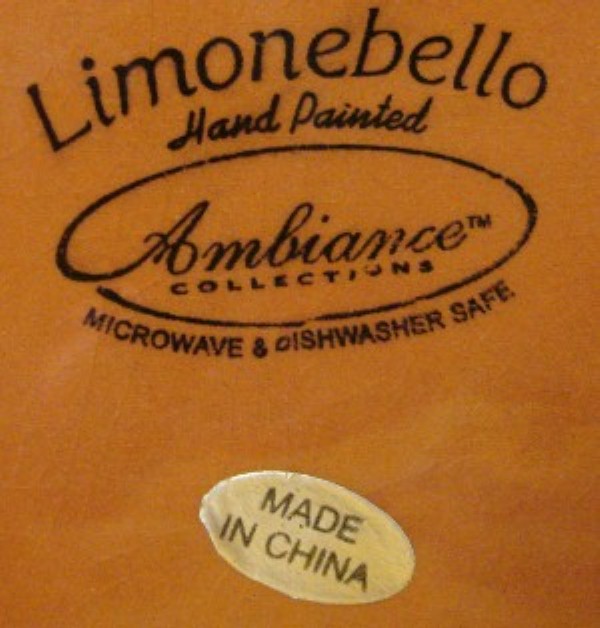 Limonebello
Hand Painted
Ambiance™
COLLECTIONS
MICROWAVE & DISHWASHER SAFE
MADE
IN CHINA